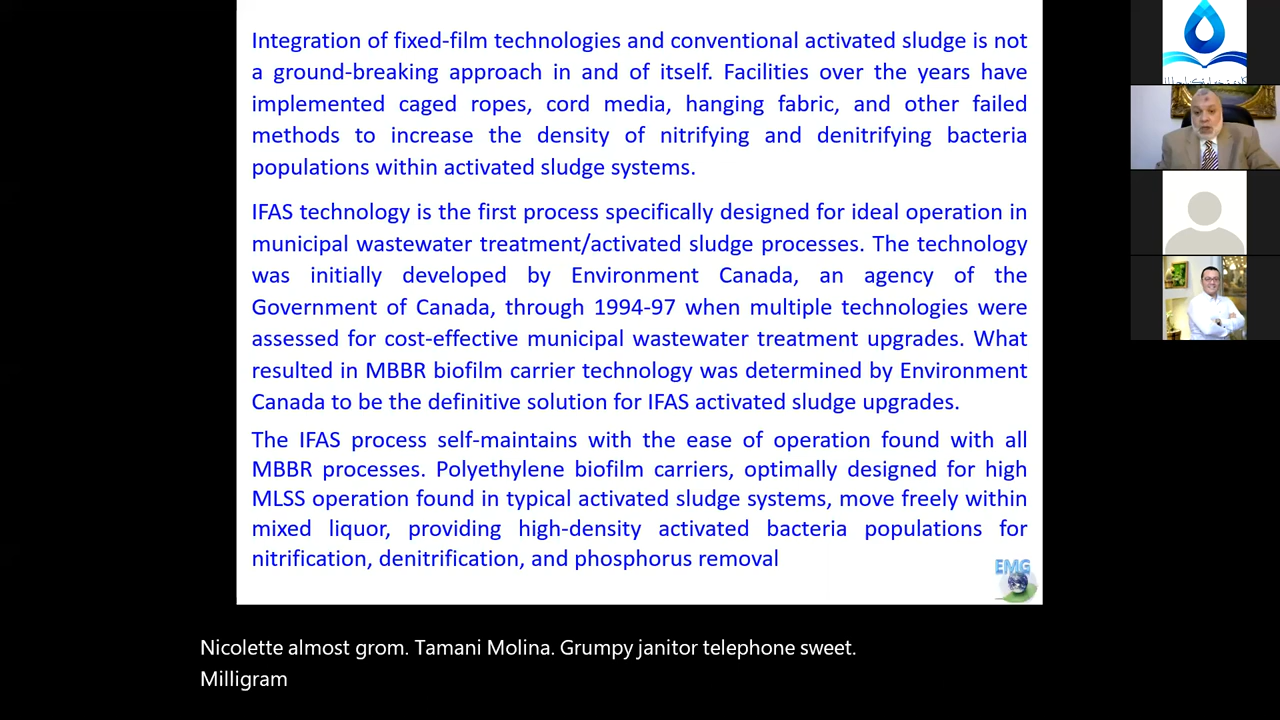 Integration of fixed-film technologies and conventional activated sludge is not
a ground-breaking approach in and of itself. Facilities over the years have
implemented caged ropes, cord media, hanging fabric, and other failed
methods to increase the density of nitrifying and denitrifying bacteria
populations within activated sludge systems.
IFAS technology is the first process specifically designed for ideal operation in
municipal wastewater treatment/activated sludge processes. The technology
was initially developed by Environment Canada, an agency of the
Government of Canada, through 1994-97 when multiple technologies were
assessed for cost-effective municipal wastewater treatment upgrades. What
resulted in MBBR biofilm carrier technology was determined by Environment
Canada to be the definitive solution for IFAS activated sludge upgrades.
The IFAS process self-maintains with the ease of operation found with all
MBBR processes. Polyethylene biofilm carriers, optimally designed for high
MLSS operation found in typical activated sludge systems, move freely within
mixed liquor, providing high-density activated bacteria populations for
nitrification, denitrification, and phosphorus removal
EMG
Nicolette almost grom. Tamani Molina. Grumpy janitor telephone sweet.
Milligram